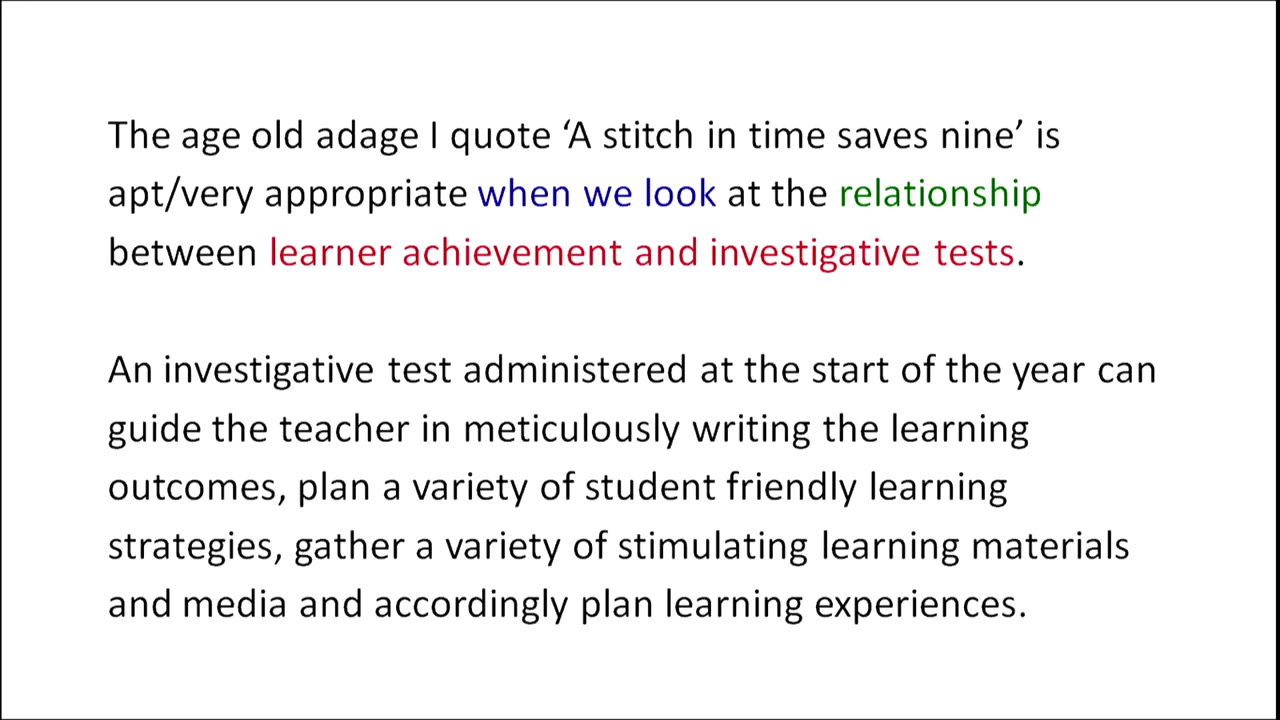 The age old adage I quote ‘A stitch in time saves nine’ is
apt/very appropriate when we look at the relationship
between learner achievement and investigative tests.
An investigative test administered at the start of the year can
guide the teacher in meticulously writing the learning
outcomes, plan a variety of student friendly learning
strategies, gather a variety of stimulating learning materials
and media and accordingly plan learning experiences.